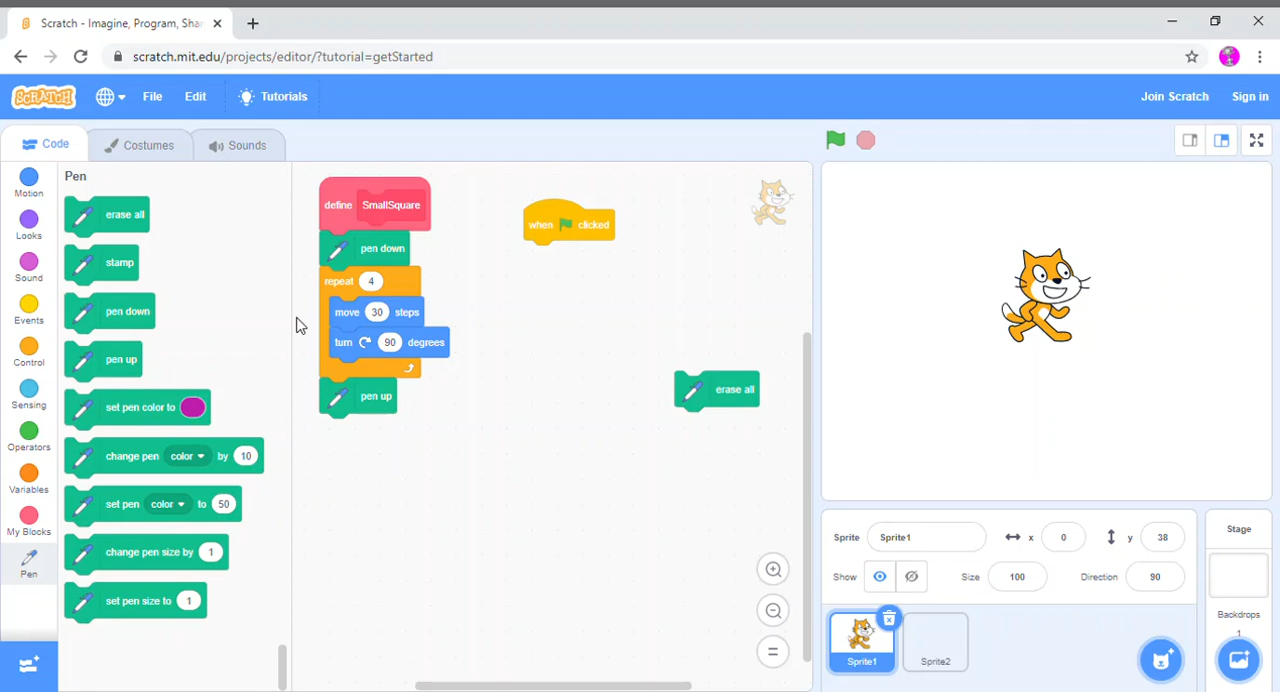 Scratch - Imagine, Program, Sha
scratch.mit.edu/projects/editor/?tutorial=getStarted
SCRATCH File Edit Tutorials Join Scratch Sign in
Code Costumes Sounds
Motion
Looks
Sound
Events
Control
Sensing
Operators
Variables
My Blocks
Pen
Pen
erase all
stamp
pen down
pen up
set pen color to
change pen color by 10
set pen color to 50
change pen size by 1
set pen size to 1
define SmallSquare
pen down
repeat 4
move 30 steps
turn 90 degrees
pen up
when clicked
erase all
Sprite Sprite1 x 0 y 38
Show Size 100 Direction 90
Sprite1
Sprite2
Stage
Backdrops
1